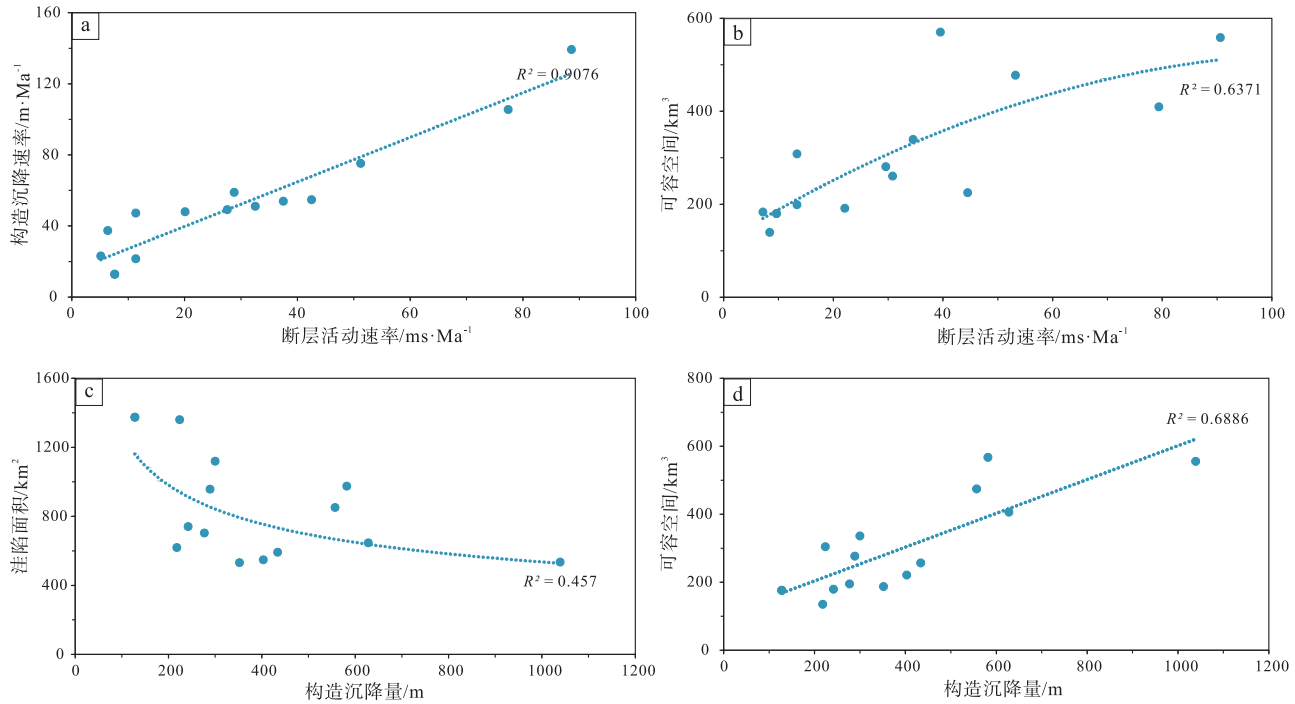 a
160
120
80
40
0
构造沉降速率/m·Ma⁻¹
R² = 0.9076
0 20 40 60 80 100
断层活动速率/ms·Ma⁻¹
b
600
400
200
0
可容空间/km³
R² = 0.6371
0 20 40 60 80 100
断层活动速率/ms·Ma⁻¹
c
1600
1200
800
400
0
洼陷面积/km²
R² = 0.457
0 200 400 600 800 1000 1200
构造沉降量/m
d
800
600
400
200
0
可容空间/km³
R² = 0.6886
0 200 400 600 800 1000 1200
构造沉降量/m